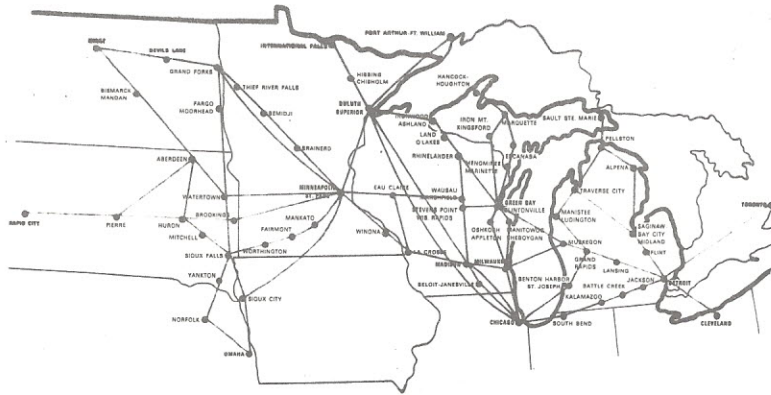 PORT ARTHUR-FT. WILLIAM
INTERNATIONAL FALLS
MINOT
DEVILS LAKE
GRAND FORKS
HIBBING
CHISHOLM
THIEF RIVER FALLS
BISMARCK
MANDAN
FARGO
MOORHEAD
BEMIDJI
DULUTH
SUPERIOR
HANCOCK-
HOUGHTON
IRONWOOD
ASHLAND
IRON MT.
KINGSFORD
MARQUETTE
SAULT STE. MARIE
LAND
O'LAKES
BRAINERD
RHINELANDER
ESCANABA
MENOMINEE
MARINETTE
PELLSTON
ALPENA
ABERDEEN
WATERTOWN
MINNEAPOLIS
ST. PAUL
EAU CLAIRE
WAUSAU
MARSHFIELD
STEVENS POINT
WIS. RAPIDS
GREEN BAY
CLINTONVILLE
TRAVERSE CITY
TORONTO
RAPID CITY
PIERRE
HURON
BROOKINGS
MANKATO
FAIRMONT
WINONA
OSHKOSH
APPLETON
MANITOWOC
SHEBOYGAN
MANISTEE
LUDINGTON
SAGINAW
BAY CITY
MIDLAND
MITCHELL
SIOUX FALLS
WORTHINGTON
LA CROSSE
MADISON
MILWAUKEE
MUSKEGON
GRAND
RAPIDS
LANSING
FLINT
YANKTON
SIOUX CITY
BELOIT-JANESVILLE
BENTON HARBOR
ST. JOSEPH
KALAMAZOO
BATTLE CREEK
JACKSON
DETROIT
NORFOLK
OMAHA
CHICAGO
SOUTH BEND
CLEVELAND